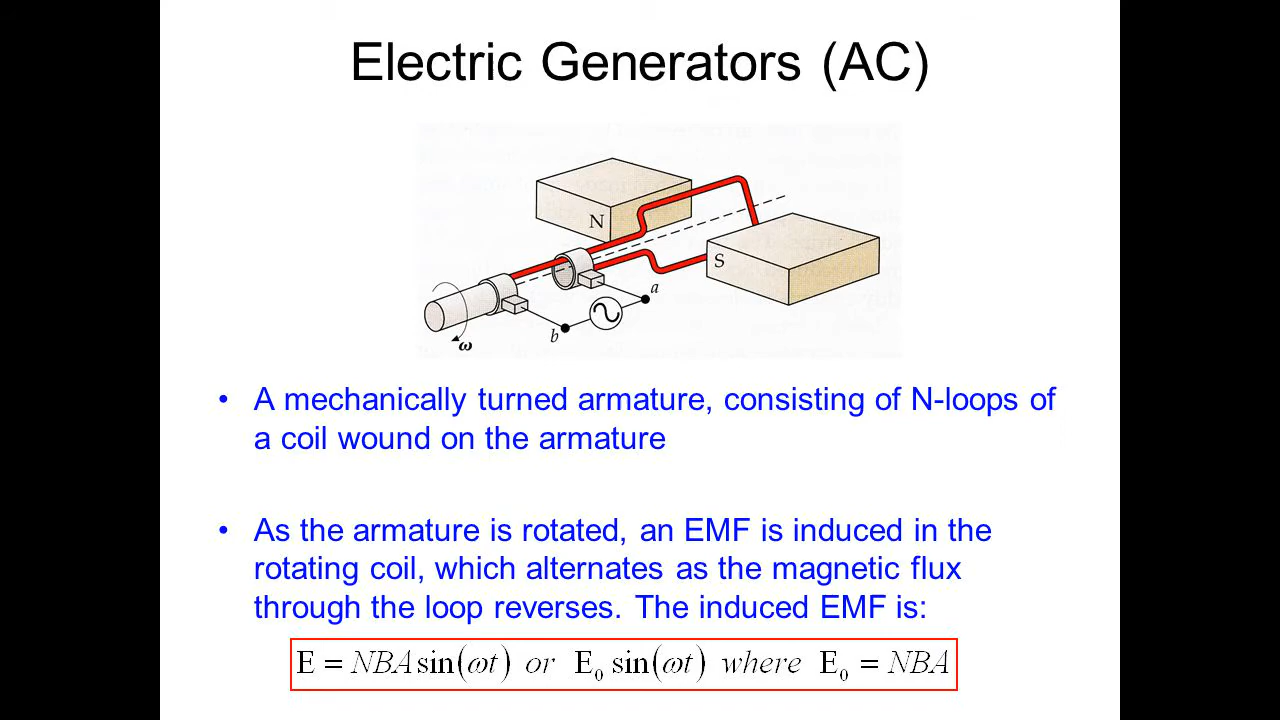 Electric Generators (AC)
N
S
a
b
ω
• A mechanically turned armature, consisting of N-loops of
a coil wound on the armature
• As the armature is rotated, an EMF is induced in the
rotating coil, which alternates as the magnetic flux
through the loop reverses. The induced EMF is:
E = NBA sin(ωt) or E₀ sin(ωt) where E₀ = NBA